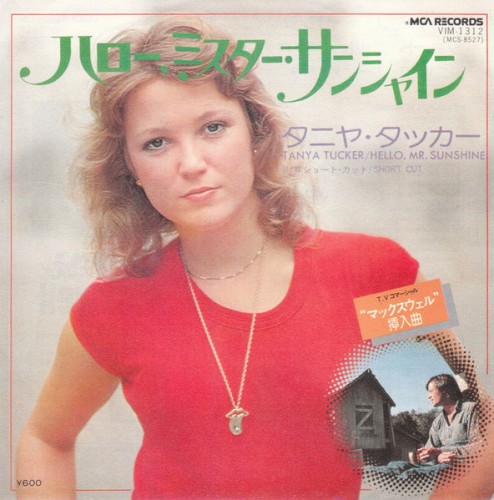 MCA RECORDS
VIM-1312
(MCS-8527)
ハロー、ミスター・サンシャイン
タニヤ・タッカー
TANYA TUCKER/HELLO, MR. SUNSHINE
ショート・カット/SHORT CUT
T.Vコマーシャル
"マックスウェル"
挿入曲
Z
¥600